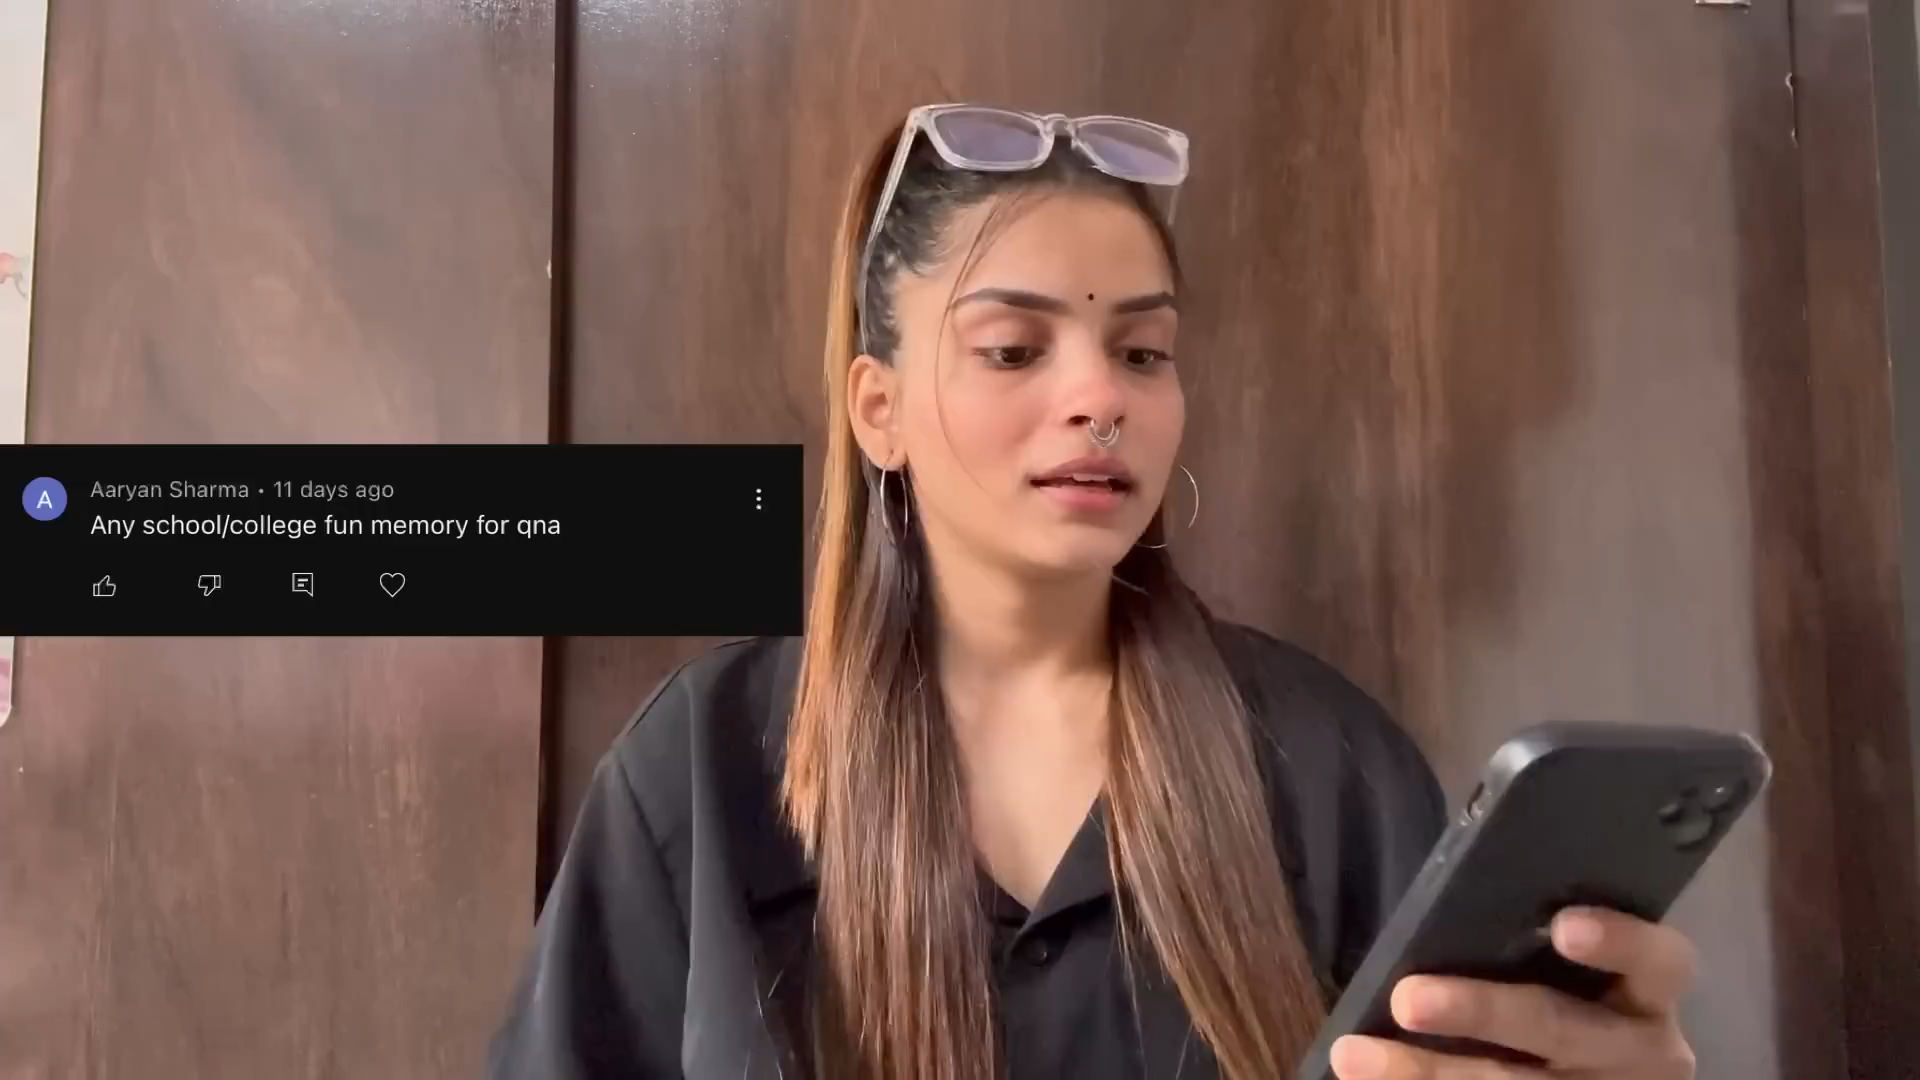 A
Aaryan Sharma • 11 days ago
Any school/college fun memory for qna